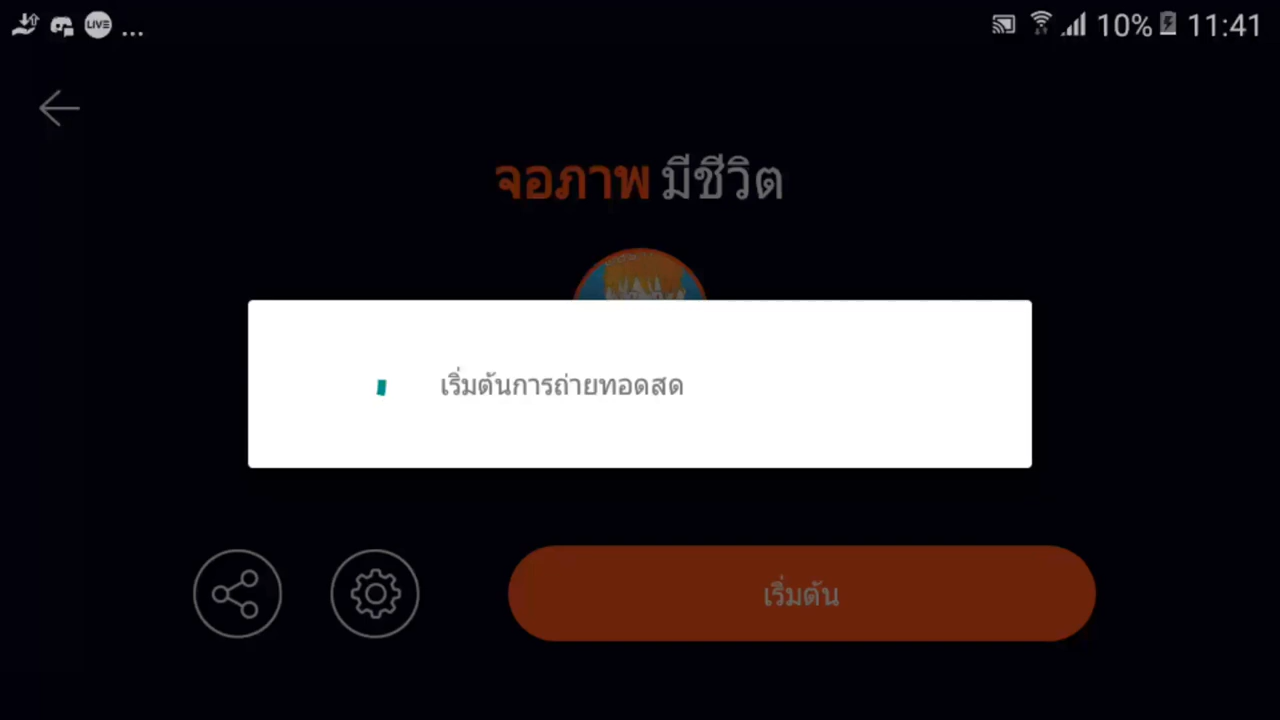 LIVE ... 10% 11:41
จอภาพ มีชีวิต
เริ่มต้นการถ่ายทอดสด
เริ่มต้น